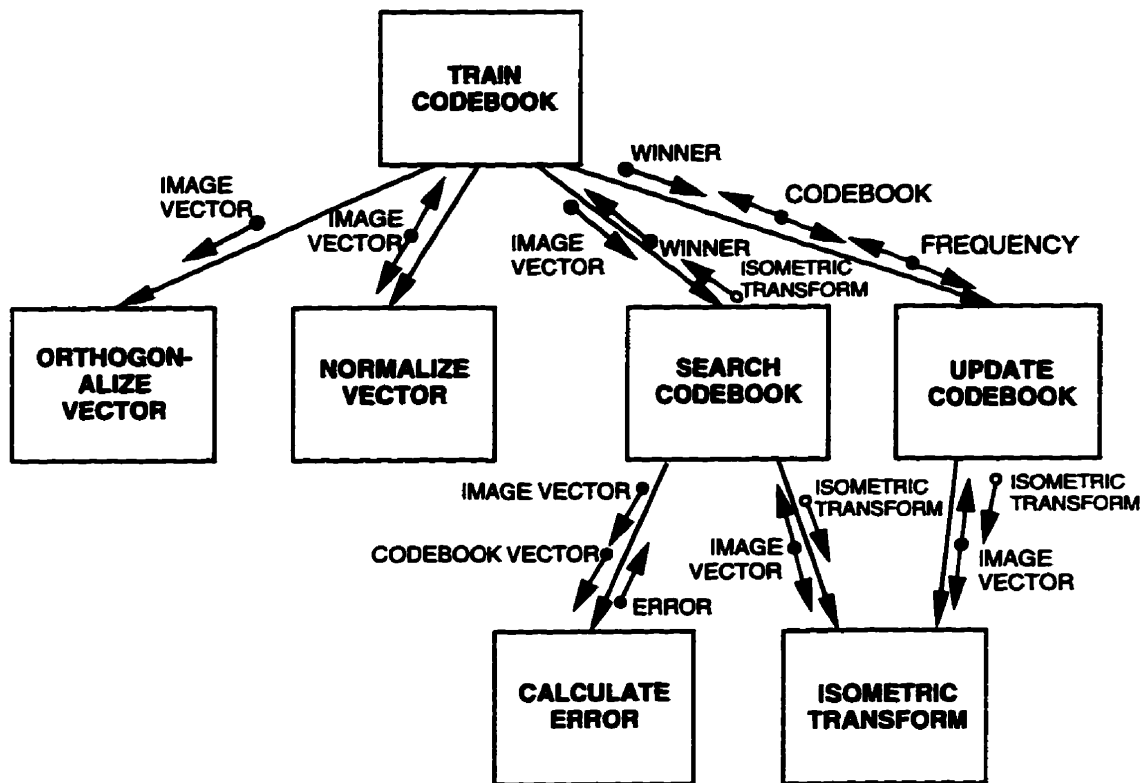 TRAIN
CODEBOOK
WINNER
CODEBOOK
FREQUENCY
IMAGE
VECTOR
IMAGE
VECTOR
IMAGE
VECTOR
WINNER
ISOMETRIC
TRANSFORM
ORTHOGON-
ALIZE
VECTOR
NORMALIZE
VECTOR
SEARCH
CODEBOOK
UPDATE
CODEBOOK
IMAGE VECTOR
CODEBOOK VECTOR
ERROR
ISOMETRIC
TRANSFORM
IMAGE
VECTOR
ISOMETRIC
TRANSFORM
IMAGE
VECTOR
CALCULATE
ERROR
ISOMETRIC
TRANSFORM